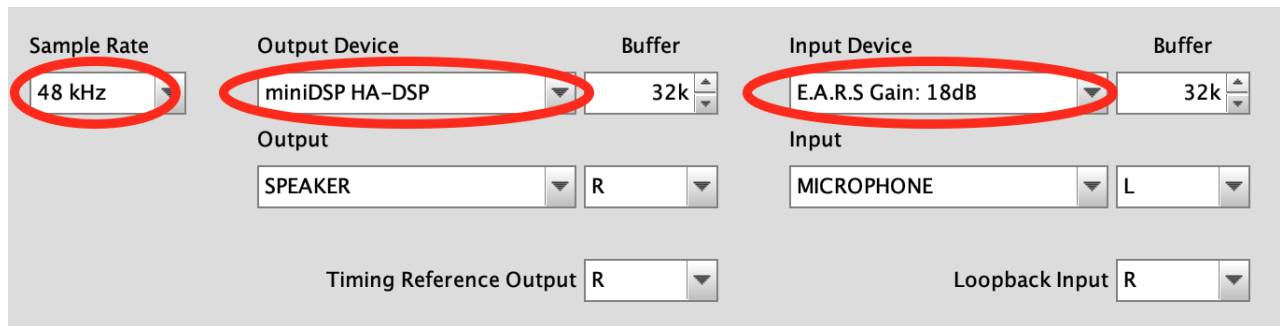 Sample Rate Output Device Buffer Input Device Buffer
48 kHz miniDSP HA-DSP 32k E.A.R.S Gain: 18dB 32k
Output Input
SPEAKER R MICROPHONE L
Timing Reference Output R Loopback Input R